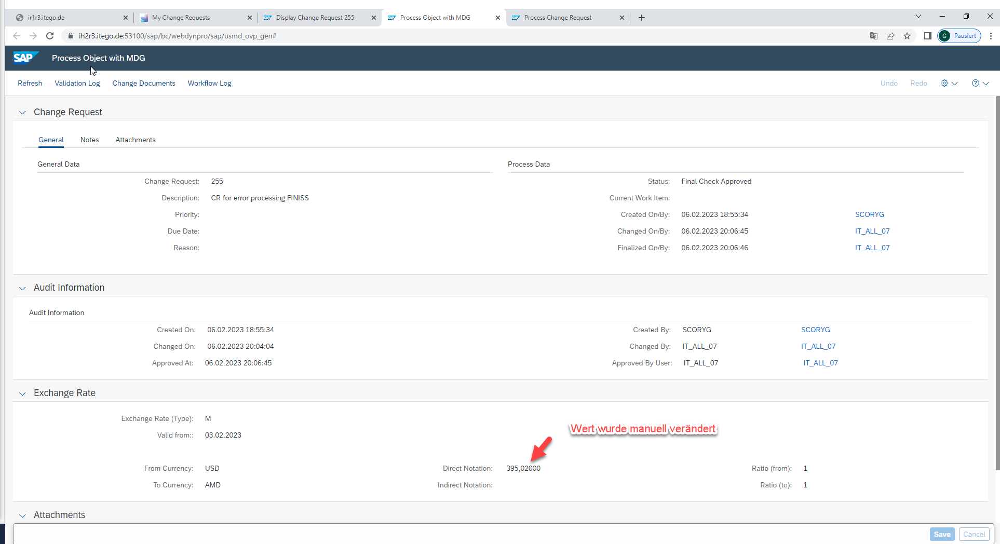 ir1r3.itego.de
My Change Requests
Display Change Request 255
Process Object with MDG
Process Change Request
ih2r3.itego.de:53100/sap/bc/webdynpro/sap/usmd_ovp_gen#
G Pausiert
SAP Process Object with MDG
Refresh Validation Log Change Documents Workflow Log Undo Redo
Change Request
General Notes Attachments
General Data Process Data
Change Request: 255 Status: Final Check Approved
Description: CR for error processing FINISS Current Work Item:
Priority: Created On/By: 06.02.2023 18:55:34 SCORYG
Due Date: Changed On/By: 06.02.2023 20:06:45 IT_ALL_07
Reason: Finalized On/By: 06.02.2023 20:06:46 IT_ALL_07
Audit Information
Audit Information
Created On: 06.02.2023 18:55:34 Created By: SCORYG SCORYG
Changed On: 06.02.2023 20:04:04 Changed By: IT_ALL_07 IT_ALL_07
Approved At: 06.02.2023 20:06:45 Approved By User: IT_ALL_07 IT_ALL_07
Exchange Rate
Exchange Rate (Type): M
Wert wurde manuell verändert
Valid from:: 03.02.2023
From Currency: USD Direct Notation: 395,02000 Ratio (from): 1
To Currency: AMD Indirect Notation: Ratio (to): 1
Attachments
Save Cancel